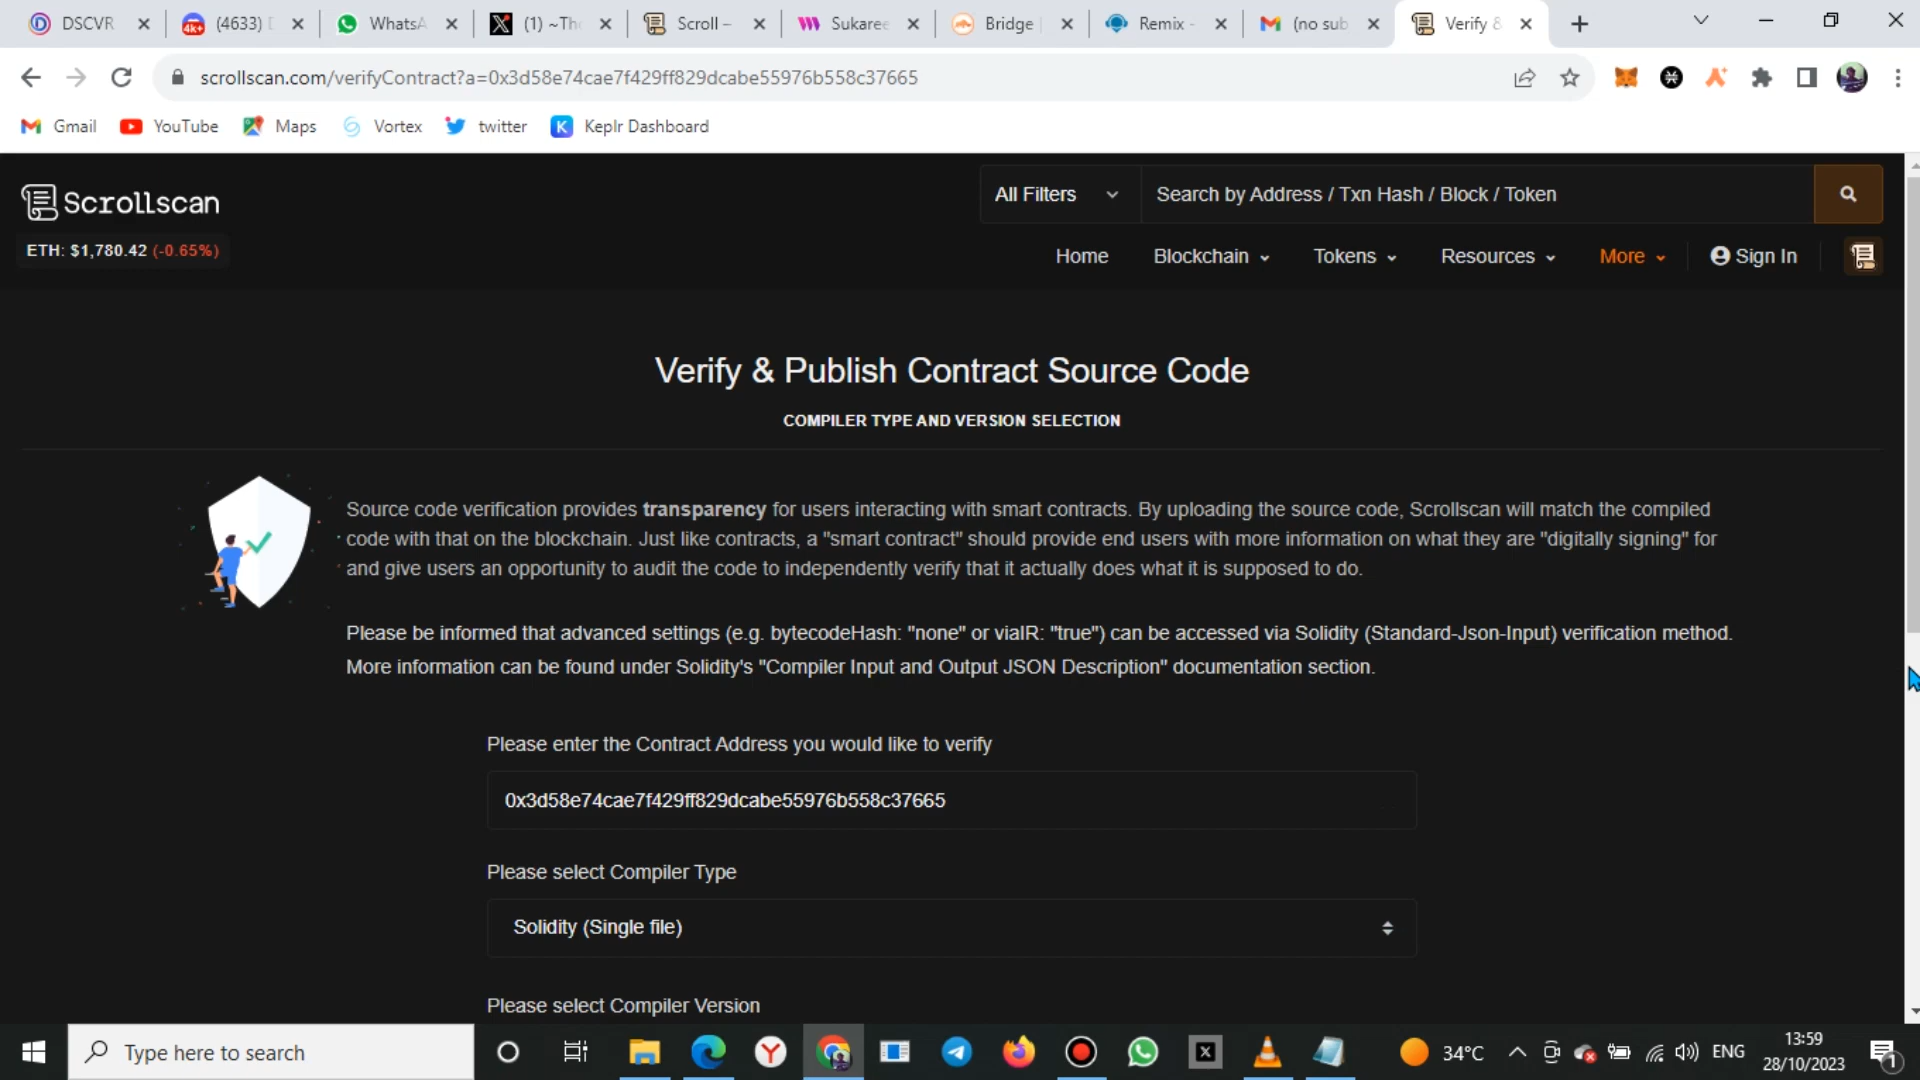 DSCVR
(4633)
WhatsA
(1) ~Th
Scroll –
Sukaree
Bridge
Remix -
(no sub
Verify &
scrollscan.com/verifyContract?a=0x3d58e74cae7f429ff829dcabe55976b558c37665
Gmail
YouTube
Maps
Vortex
twitter
Keplr Dashboard
Scrollscan
ETH: $1,780.42 (-0.65%)
All Filters
Search by Address / Txn Hash / Block / Token
Home
Blockchain
Tokens
Resources
More
Sign In
Verify & Publish Contract Source Code
COMPILER TYPE AND VERSION SELECTION
Source code verification provides transparency for users interacting with smart contracts. By uploading the source code, Scrollscan will match the compiled
code with that on the blockchain. Just like contracts, a "smart contract" should provide end users with more information on what they are "digitally signing" for
and give users an opportunity to audit the code to independently verify that it actually does what it is supposed to do.
Please be informed that advanced settings (e.g. bytecodeHash: "none" or viaIR: "true") can be accessed via Solidity (Standard-Json-Input) verification method.
More information can be found under Solidity's "Compiler Input and Output JSON Description" documentation section.
Please enter the Contract Address you would like to verify
0x3d58e74cae7f429ff829dcabe55976b558c37665
Please select Compiler Type
Solidity (Single file)
Please select Compiler Version
Type here to search
34°C
ENG
13:59
28/10/2023
1